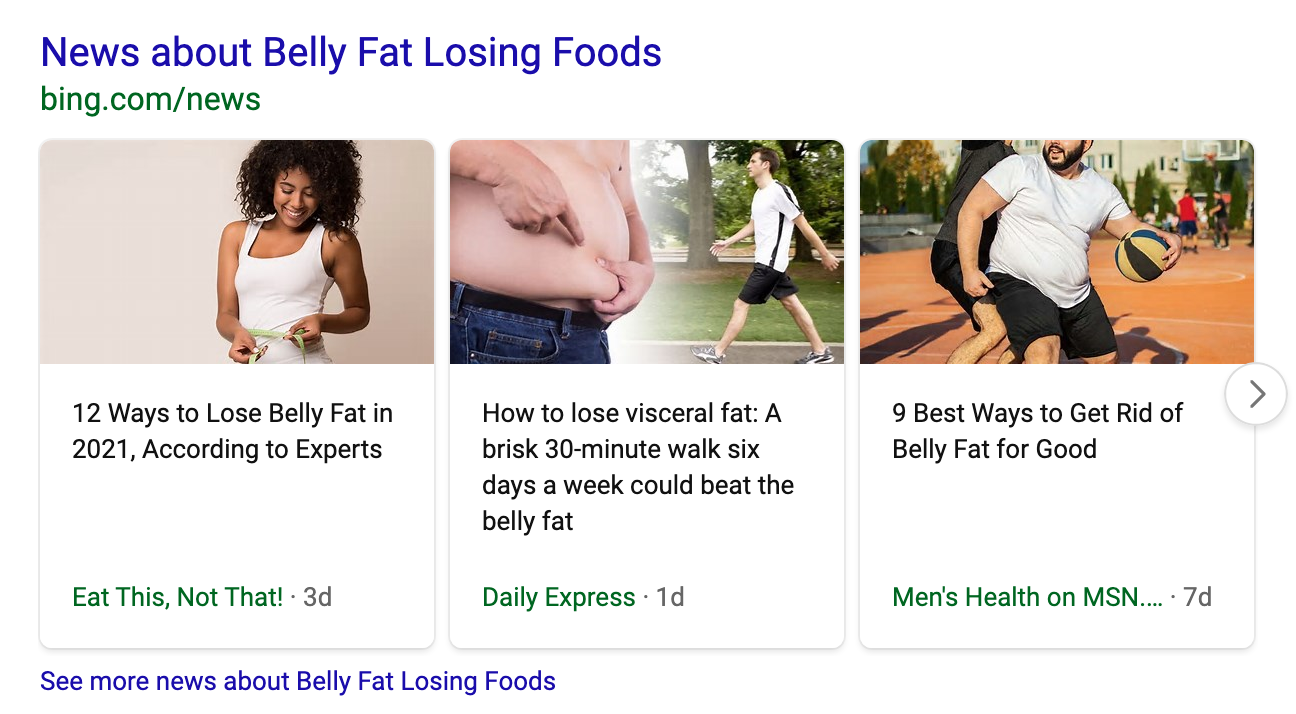 News about Belly Fat Losing Foods
bing.com/news
12 Ways to Lose Belly Fat in
2021, According to Experts
Eat This, Not That! · 3d
How to lose visceral fat: A
brisk 30-minute walk six
days a week could beat the
belly fat
Daily Express · 1d
9 Best Ways to Get Rid of
Belly Fat for Good
Men's Health on MSN.... · 7d
See more news about Belly Fat Losing Foods